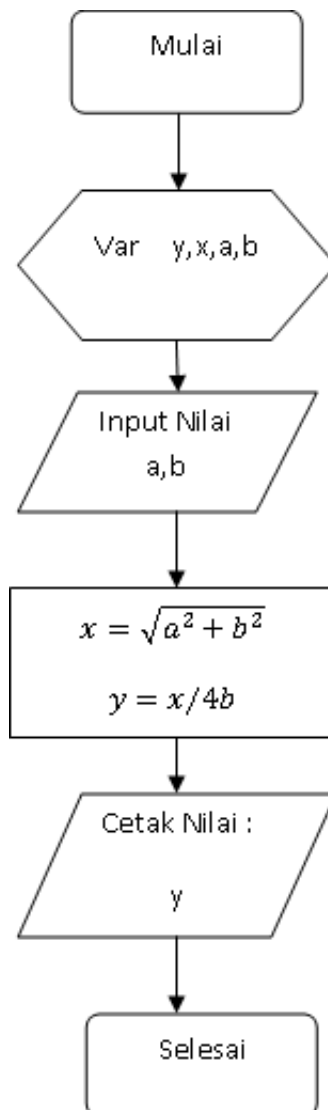 Mulai
Var y,x,a,b
Input Nilai
a,b
x = √(a² + b²)
y = x/4b
Cetak Nilai :
y
Selesai